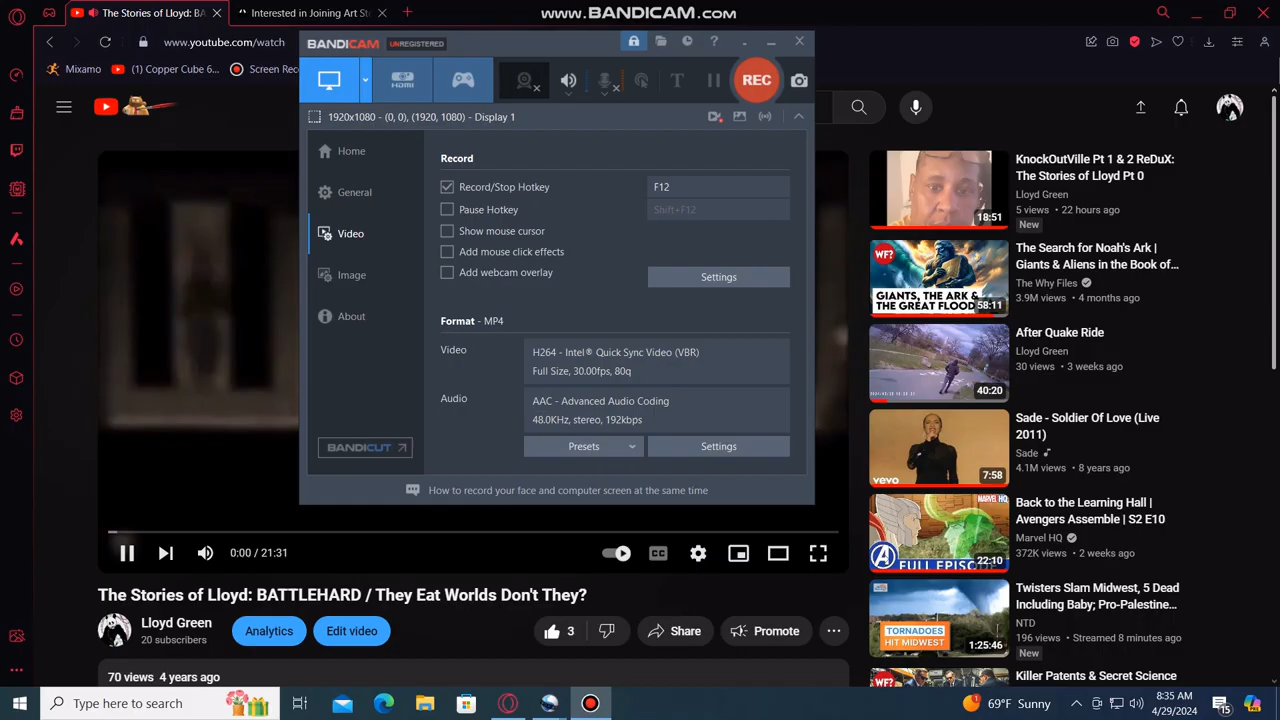 The Stories of Lloyd: BA
Interested in Joining Art St
www.BANDICAM.com
www.youtube.com/watch
Mixamo
(1) Copper Cube 6...
Screen Rec
BANDICAM UNREGISTERED
HDMI
REC
1920x1080 - (0, 0), (1920, 1080) - Display 1
Home
General
Video
Image
About
BANDICUT
Record
Record/Stop Hotkey
F12
Pause Hotkey
Shift+F12
Show mouse cursor
Add mouse click effects
Add webcam overlay
Settings
Format - MP4
Video
H264 - Intel® Quick Sync Video (VBR)
Full Size, 30.00fps, 80q
Audio
AAC - Advanced Audio Coding
48.0KHz, stereo, 192kbps
Presets
Settings
How to record your face and computer screen at the same time
0:00 / 21:31
CC
The Stories of Lloyd: BATTLEHARD / They Eat Worlds Don't They?
Lloyd Green
20 subscribers
Analytics
Edit video
3
Share
Promote
70 views 4 years ago
18:51
KnockOutVille Pt 1 & 2 ReDuX:
The Stories of Lloyd Pt 0
Lloyd Green
5 views • 22 hours ago
New
WF?
GIANTS, THE ARK &
THE GREAT FLOOD
58:11
The Search for Noah's Ark |
Giants & Aliens in the Book of...
The Why Files
3.9M views • 4 months ago
40:20
After Quake Ride
Lloyd Green
30 views • 3 weeks ago
vevo
7:58
Sade - Soldier Of Love (Live
2011)
Sade
4.1M views • 8 years ago
MARVEL HQ
FULL EPISODE
22:10
Back to the Learning Hall |
Avengers Assemble | S2 E10
Marvel HQ
372K views • 2 weeks ago
TORNADOES
HIT MIDWEST
1:25:46
Twisters Slam Midwest, 5 Dead
Including Baby; Pro-Palestine...
NTD
196 views • Streamed 8 minutes ago
New
WF?
Killer Patents & Secret Science
Type here to search
69°F Sunny
8:35 AM
4/29/2024
15